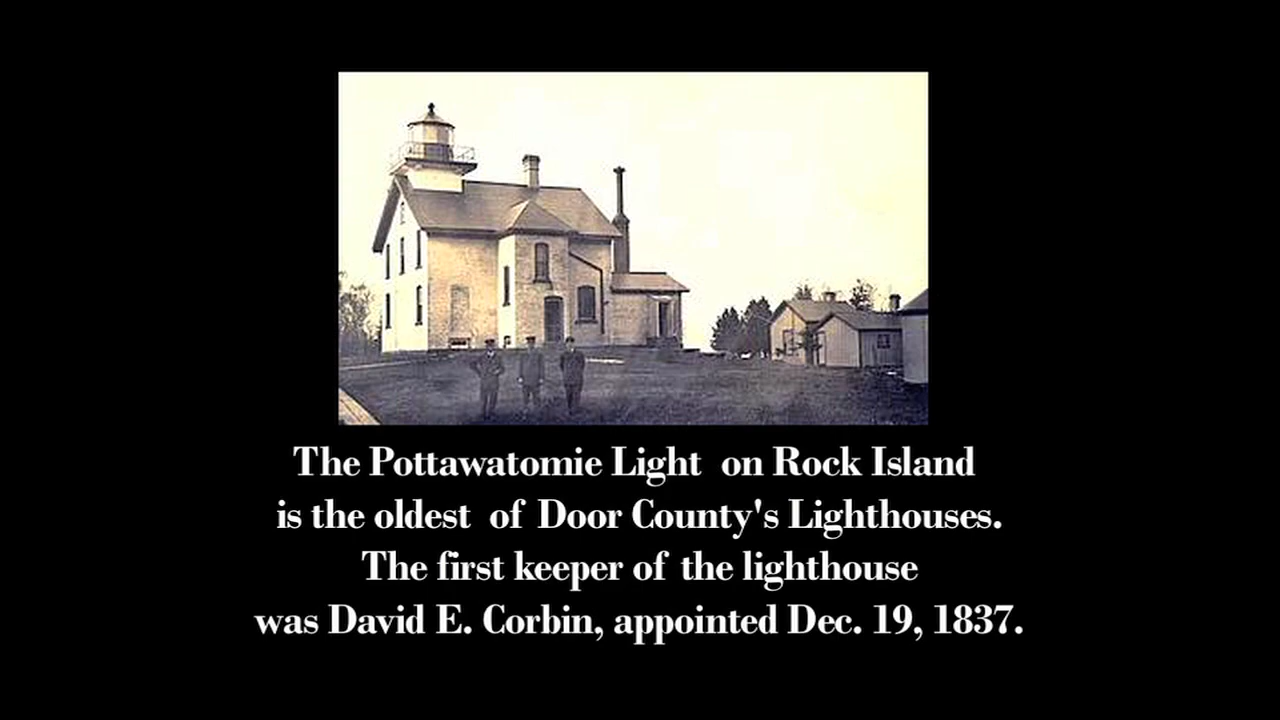 The Pottawatomie Light on Rock Island
is the oldest of Door County's Lighthouses.
The first keeper of the lighthouse
was David E. Corbin, appointed Dec. 19, 1837.